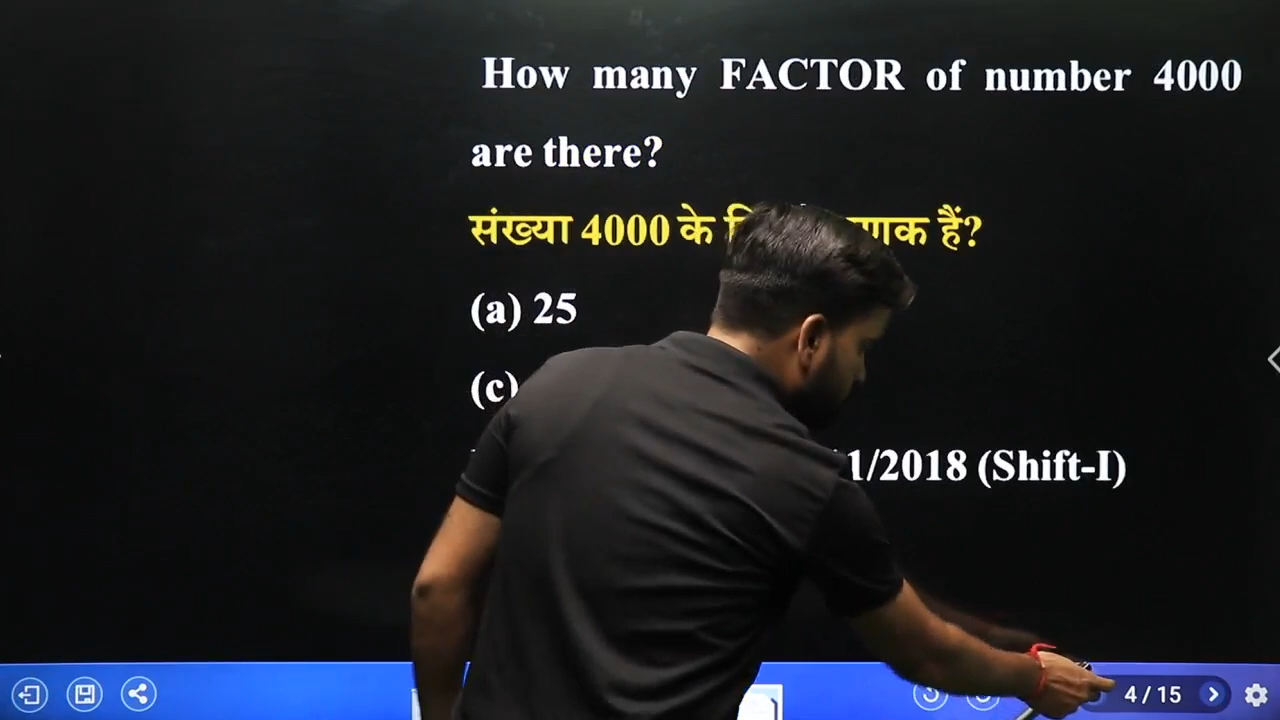 How many FACTOR of number 4000
are there?
संख्या 4000 के हैं?
(a) 25
(c)
1/2018 (Shift-I)
4 / 15